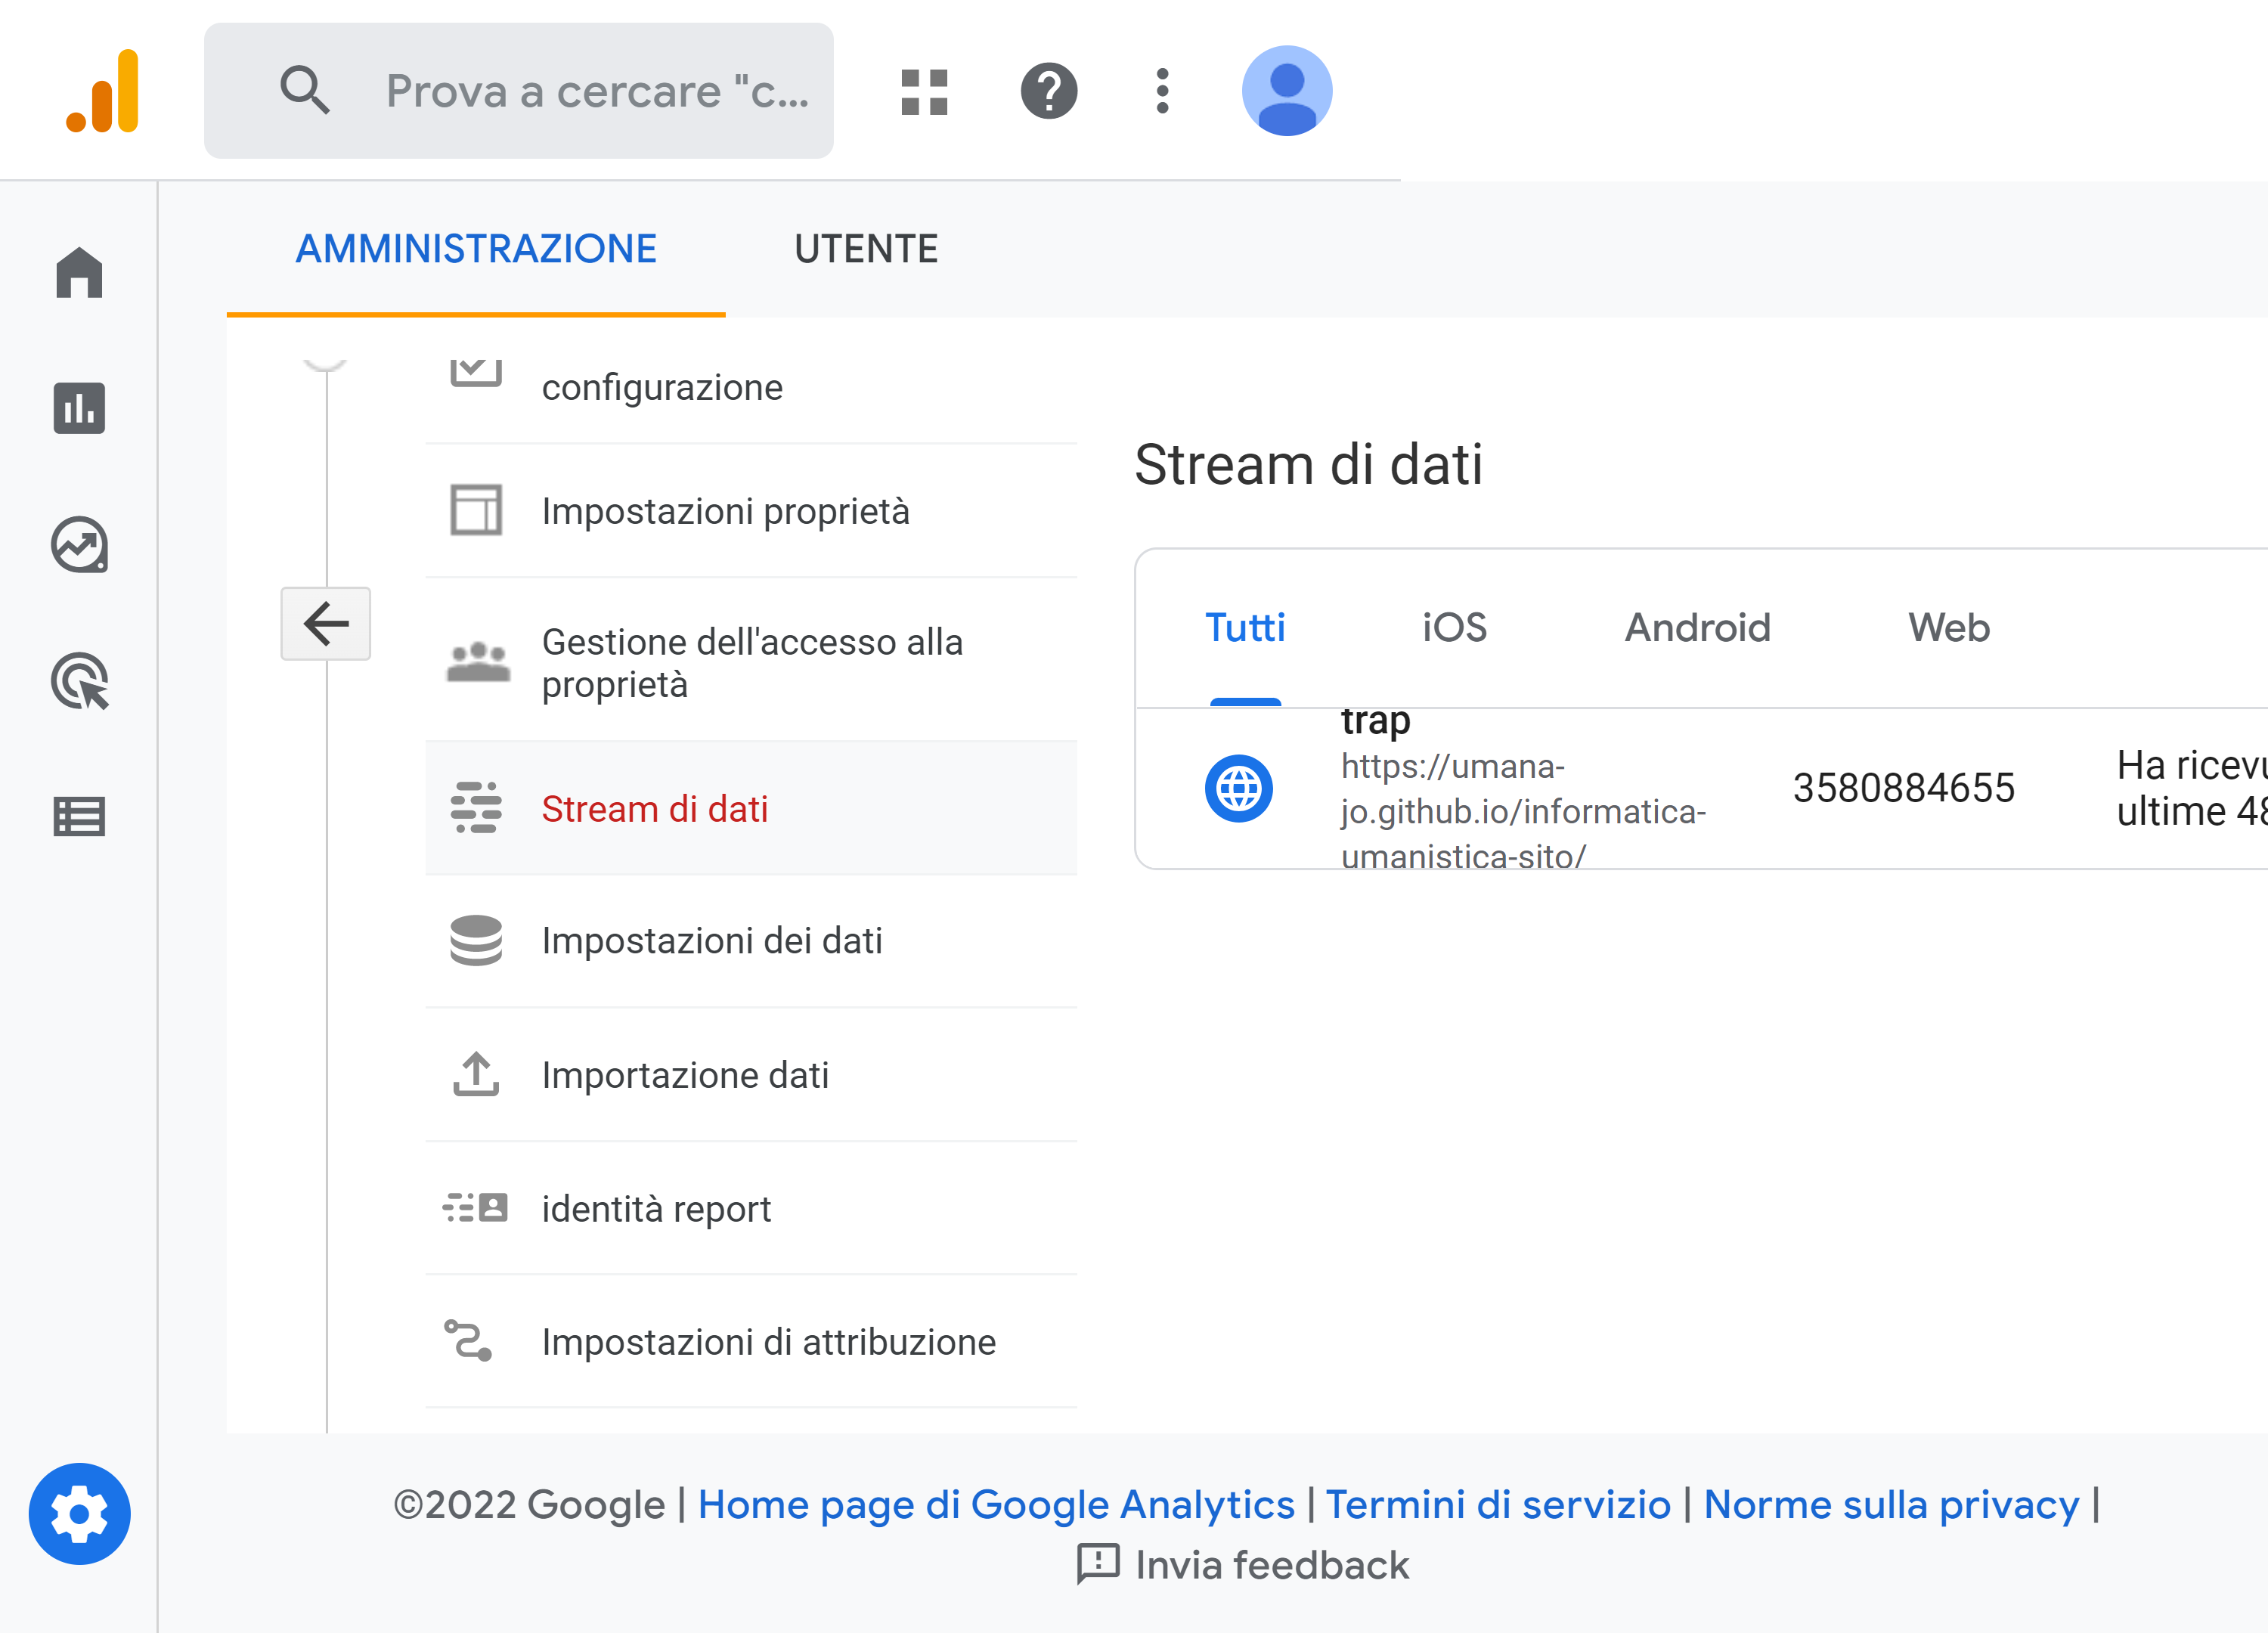 Prova a cercare "c...
AMMINISTRAZIONE
UTENTE
configurazione
Impostazioni proprietà
Gestione dell'accesso alla
proprietà
Stream di dati
Impostazioni dei dati
Importazione dati
identità report
Impostazioni di attribuzione
Stream di dati
Tutti
iOS
Android
Web
trap
https://umana-
jo.github.io/informatica-
umanistica-sito/
3580884655
Ha ricevu
ultime 48
©2022 Google | Home page di Google Analytics | Termini di servizio | Norme sulla privacy |
Invia feedback